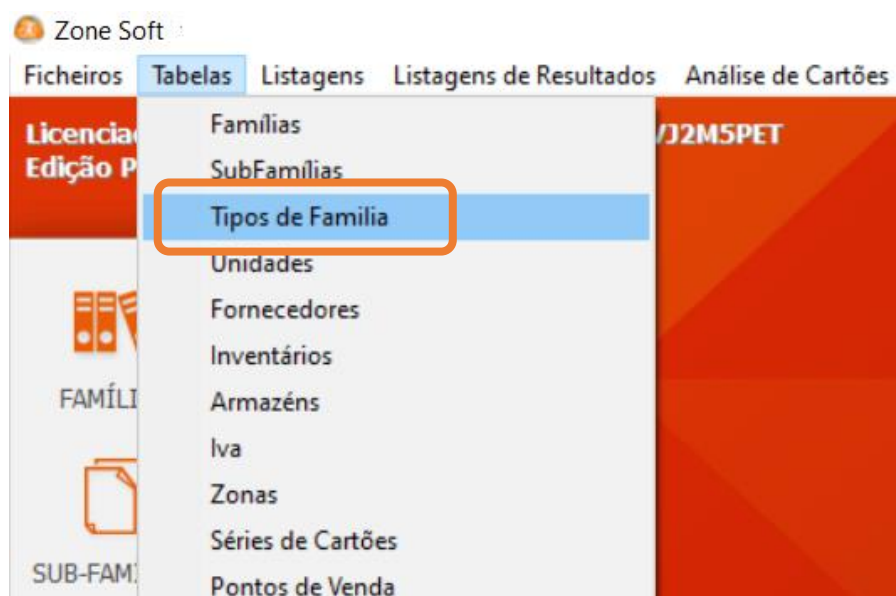 Zone Soft
Ficheiros Tabelas Listagens Listagens de Resultados Análise de Cartões
Famílias
SubFamílias
Tipos de Familia
Unidades
Fornecedores
Inventários
Armazéns
Iva
Zonas
Séries de Cartões
Pontos de Venda
/J2M5PET
Edição